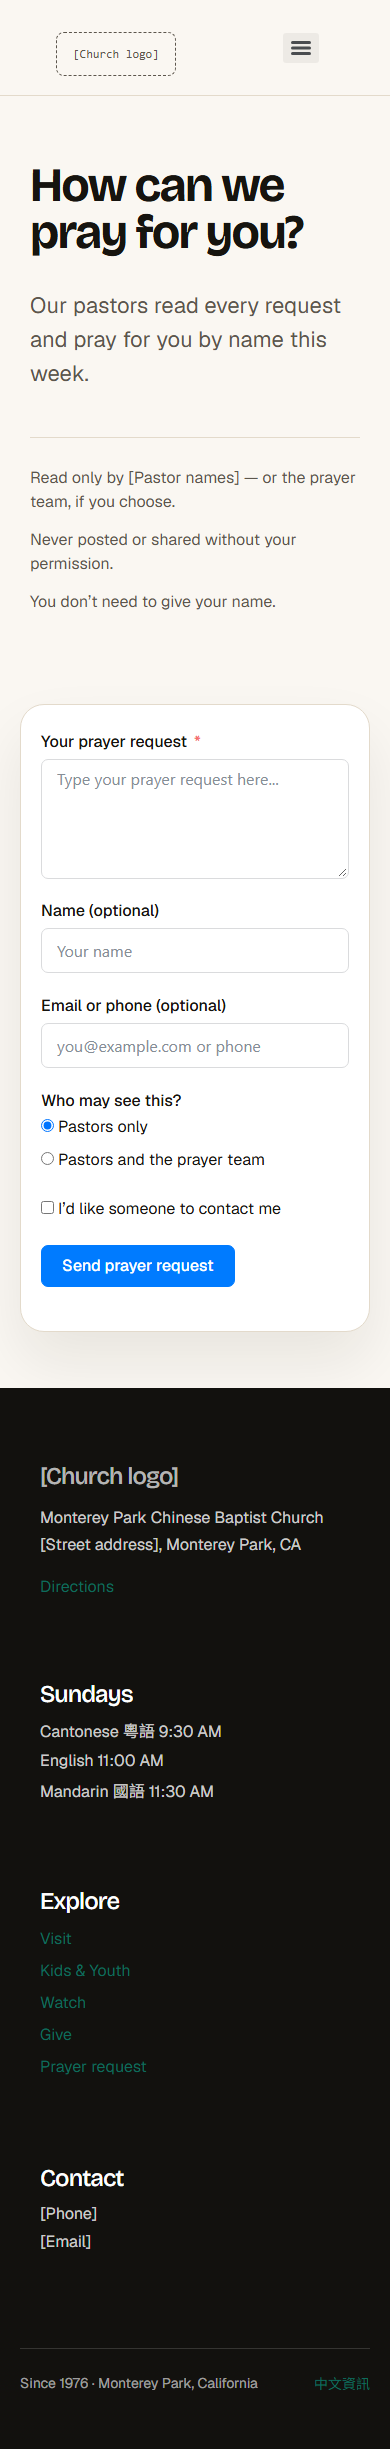 [Church logo]
How can we
pray for you?
Our pastors read every request
and pray for you by name this
week.
Read only by [Pastor names] — or the prayer
team, if you choose.
Never posted or shared without your
permission.
You don’t need to give your name.
Your prayer request *
Type your prayer request here...
Name (optional)
Your name
Email or phone (optional)
you@example.com or phone
Who may see this?
Pastors only
Pastors and the prayer team
I’d like someone to contact me
Send prayer request
[Church logo]
Monterey Park Chinese Baptist Church
[Street address], Monterey Park, CA
Directions
Sundays
Cantonese 粵語 9:30 AM
English 11:00 AM
Mandarin 國語 11:30 AM
Explore
Visit
Kids & Youth
Watch
Give
Prayer request
Contact
[Phone]
[Email]
Since 1976 · Monterey Park, California 中文資訊